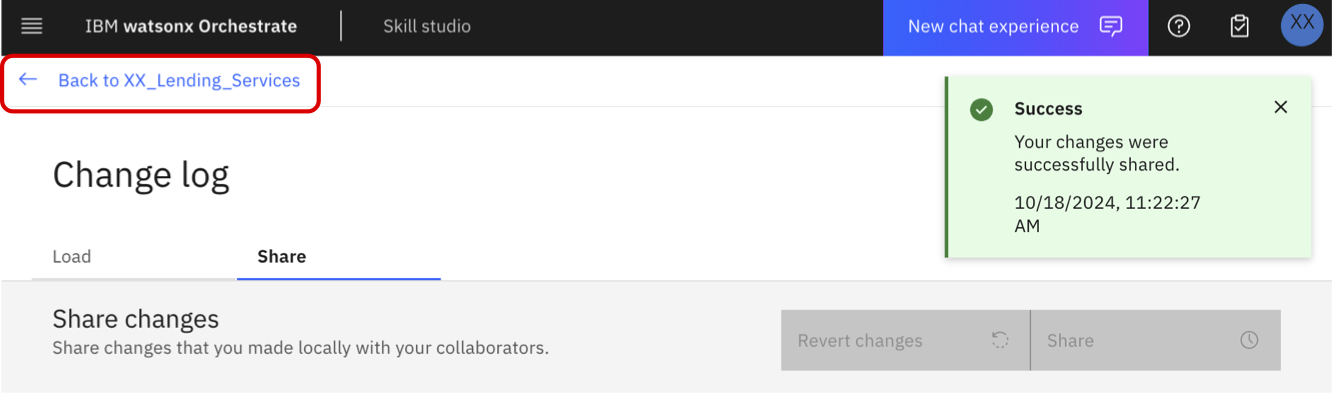 IBM watsonx Orchestrate
Skill studio
New chat experience
XX
Back to XX_Lending_Services
Success
Your changes were
successfully shared.
10/18/2024, 11:22:27
AM
Change log
Load
Share
Share changes
Share changes that you made locally with your collaborators.
Revert changes
Share